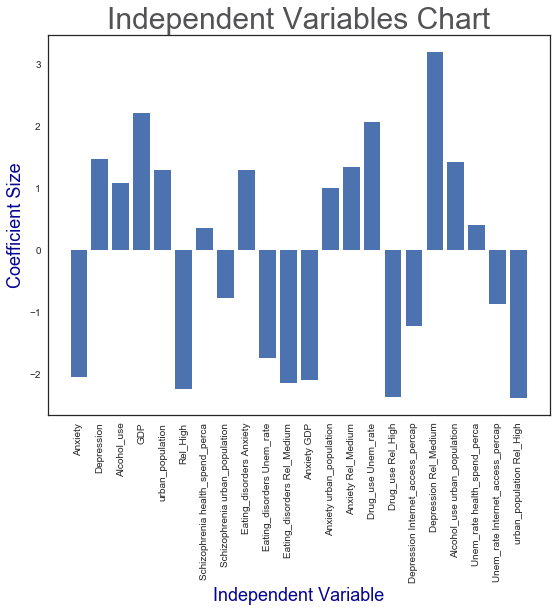 Independent Variables Chart
Coefficient Size
3
2
1
0
−1
−2
Anxiety
Depression
Alcohol_use
GDP
urban_population
Rel_High
Schizophrenia health_spend_perca
Schizophrenia urban_population
Eating_disorders Anxiety
Eating_disorders Unem_rate
Eating_disorders Rel_Medium
Anxiety GDP
Anxiety urban_population
Anxiety Rel_Medium
Drug_use Unem_rate
Drug_use Rel_High
Depression Internet_access_percap
Depression Rel_Medium
Alcohol_use urban_population
Unem_rate health_spend_perca
Unem_rate Internet_access_percap
urban_population Rel_High
Independent Variable